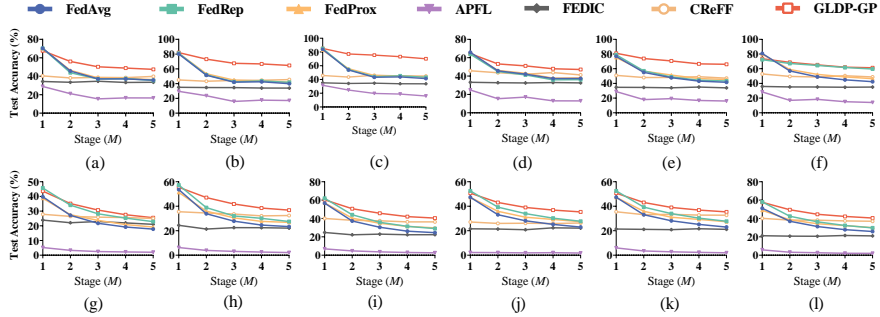 FedAvg FedRep FedProx APFL FEDIC CReFF GLDP-GP
Test Accuracy (%)
80 60 40 20 0
1 2 3 4 5
Stage (M)
(a)
100 80 60 40 20 0
1 2 3 4 5
Stage (M)
(b)
100 80 60 40 20 0
1 2 3 4 5
Stage (M)
(c)
80 60 40 20 0
1 2 3 4 5
Stage (M)
(d)
100 80 60 40 20 0
1 2 3 4 5
Stage (M)
(e)
100 80 60 40 20 0
1 2 3 4 5
Stage (M)
(f)
Test Accuracy (%)
50 40 30 20 10 0
1 2 3 4 5
Stage (M)
(g)
60 40 20 0
1 2 3 4 5
Stage (M)
(h)
80 60 40 20 0
1 2 3 4 5
Stage (M)
(i)
60 40 20 0
1 2 3 4 5
Stage (M)
(j)
60 40 20 0
1 2 3 4 5
Stage (M)
(k)
80 60 40 20 0
1 2 3 4 5
Stage (M)
(l)